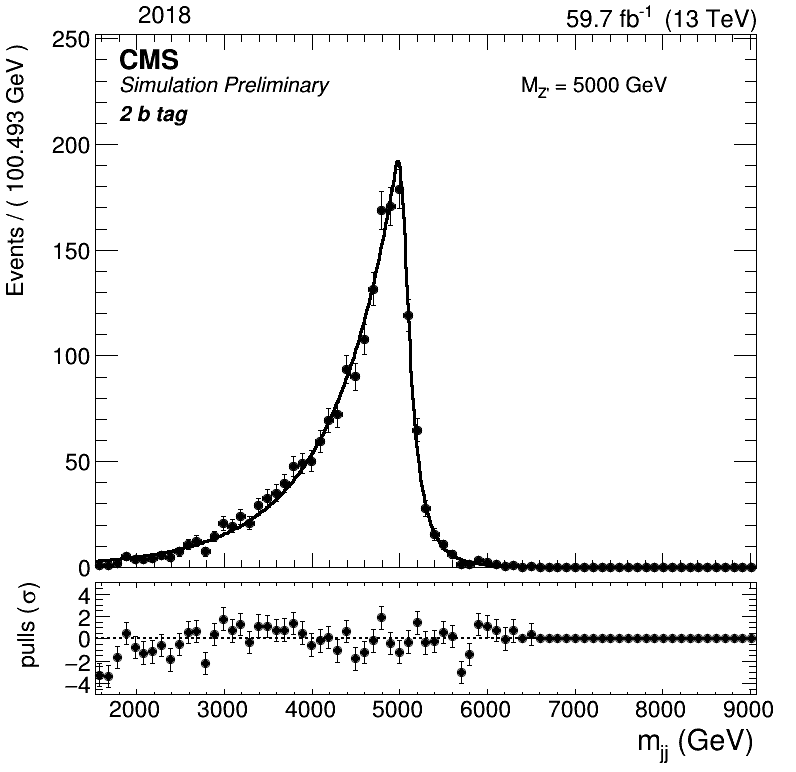 2018
59.7 fb-1 (13 TeV)
CMS
Simulation Preliminary
2 b tag
MZ' = 5000 GeV
Events / ( 100.493 GeV )
250
200
150
100
50
0
pulls (σ)
4
2
0
−2
−4
2000 3000 4000 5000 6000 7000 8000 9000
mjj (GeV)